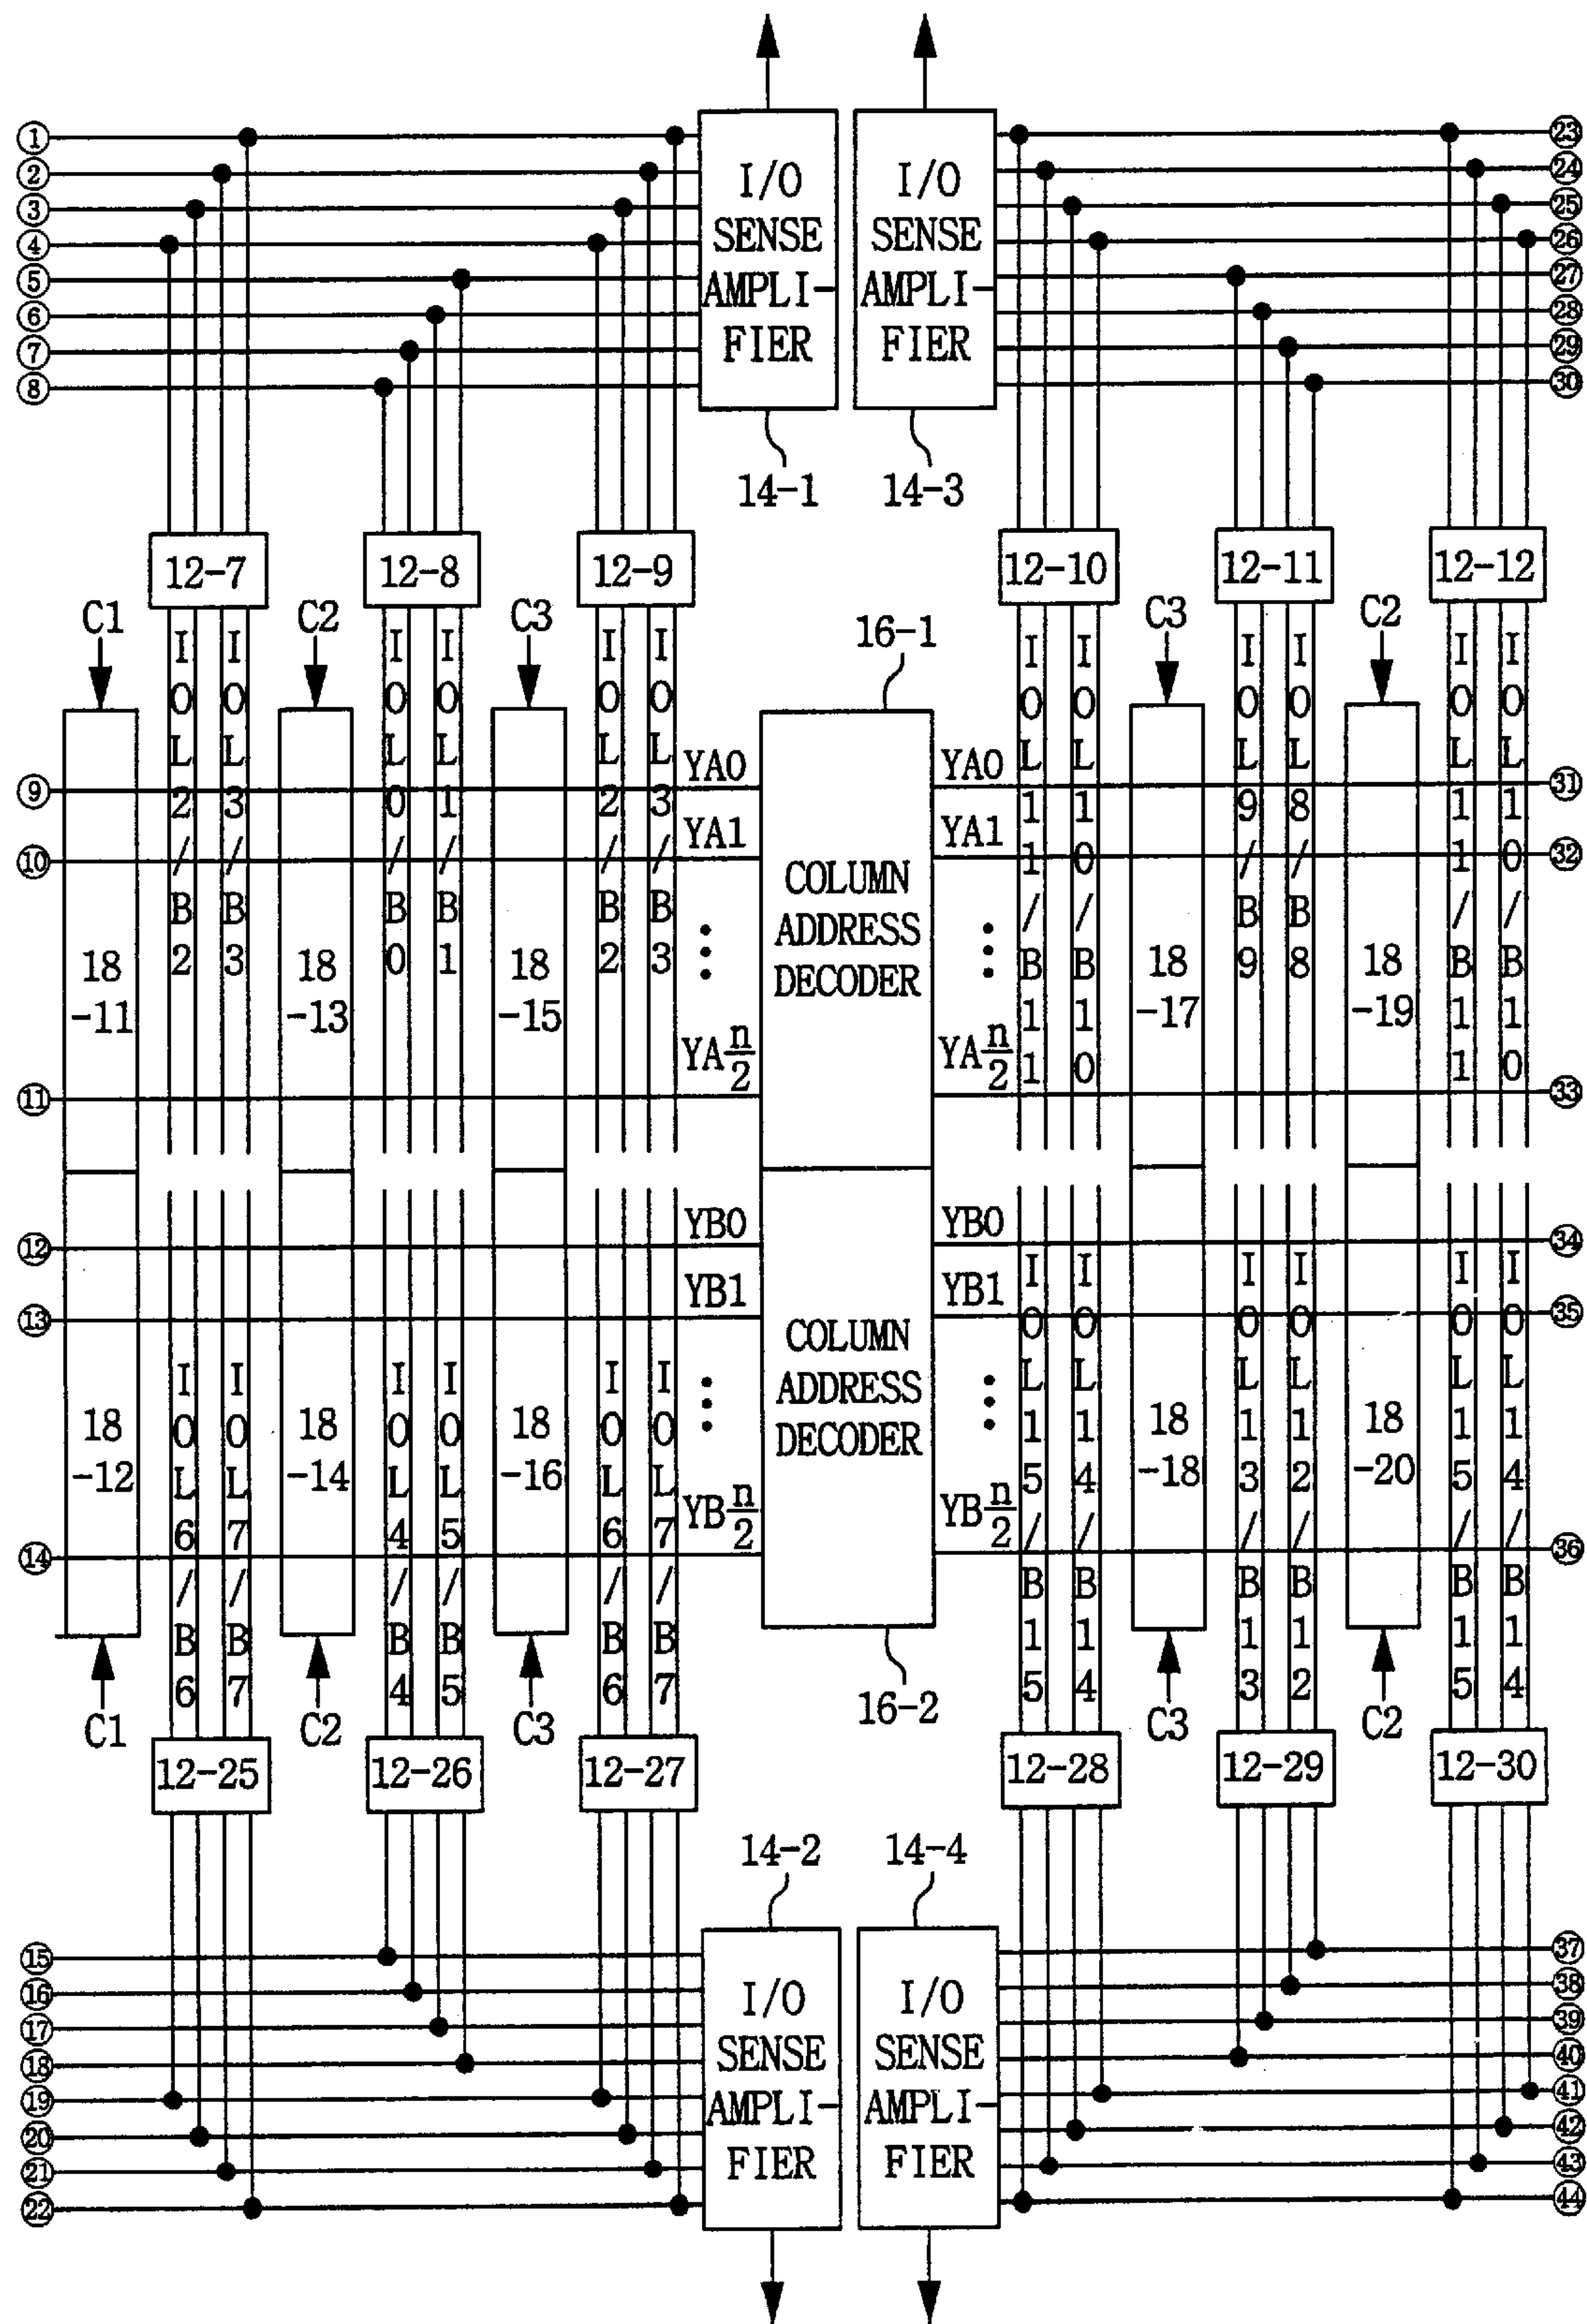 ① ② ③ ④ ⑤ ⑥ ⑦ ⑧
I/O
SENSE
AMPLI-
FIER
14-1
I/O
SENSE
AMPLI-
FIER
14-3
㉓ ㉔ ㉕ ㉖ ㉗ ㉘ ㉙ ㉚
12-7
12-8
12-9
12-10
12-11
12-12
C1
C2
C3
16-1
C3
C2
IOL2/B2
IOL3/B3
IOL0/B0
IOL1/B1
IOL2/B2
IOL3/B3
IOL11/B11
IOL10/B10
IOL9/B9
IOL8/B8
IOL11/B11
IOL10/B10
⑨ ⑩ ⑪
18
-11
18
-13
18
-15
YA0
YA1
YA n/2
COLUMN
ADDRESS
DECODER
YA0
YA1
YA n/2
18
-17
18
-19
㉛ ㉜ ㉝
⑫ ⑬ ⑭
18
-12
18
-14
18
-16
YB0
YB1
YB n/2
COLUMN
ADDRESS
DECODER
YB0
YB1
YB n/2
18
-18
18
-20
㉞ ㉟ ㊱
IOL6/B6
IOL7/B7
IOL4/B4
IOL5/B5
IOL6/B6
IOL7/B7
IOL15/B15
IOL14/B14
IOL13/B13
IOL12/B12
IOL15/B15
IOL14/B14
C1
C2
C3
16-2
C3
C2
12-25
12-26
12-27
12-28
12-29
12-30
14-2
14-4
⑮ ⑯ ⑰ ⑱ ⑲ ⑳ ㉑ ㉒
I/O
SENSE
AMPLI-
FIER
I/O
SENSE
AMPLI-
FIER
㊲ ㊳ ㊴ ㊵ ㊶ ㊷ ㊸ ㊹